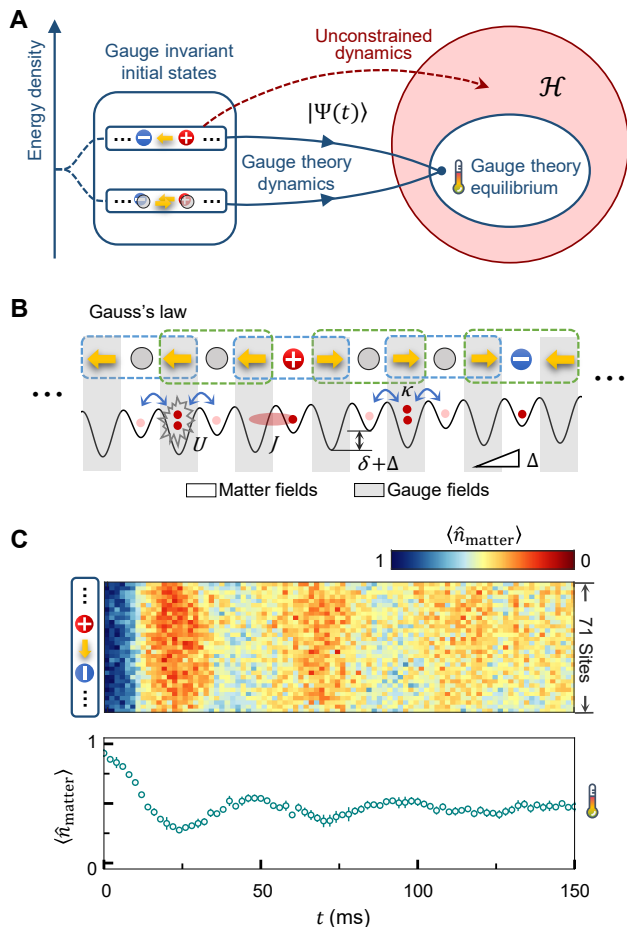 A
Energy density
Gauge invariant
initial states
... − + ...
... − + ...
Unconstrained
dynamics
|Ψ(t)⟩
Gauge theory
dynamics
ℋ
Gauge theory
equilibrium
B
Gauss's law
+ −
... ...
U J κ
δ+Δ Δ
Matter fields Gauge fields
C
⟨n̂matter⟩
1 0
...
+
−
...
71 Sites
⟨n̂matter⟩
1
0
0 50 100 150
t (ms)